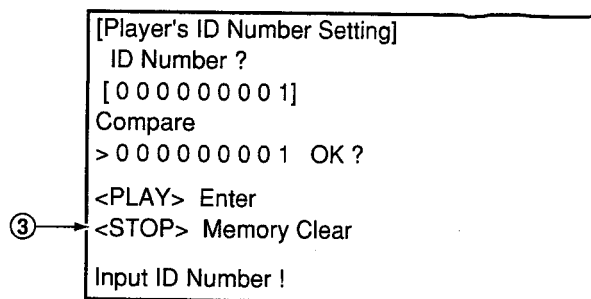 [Player's ID Number Setting]
ID Number ?
[0 0 0 0 0 0 0 0 1]
Compare
>0 0 0 0 0 0 0 0 1 OK ?
<PLAY> Enter
③ <STOP> Memory Clear
Input ID Number !